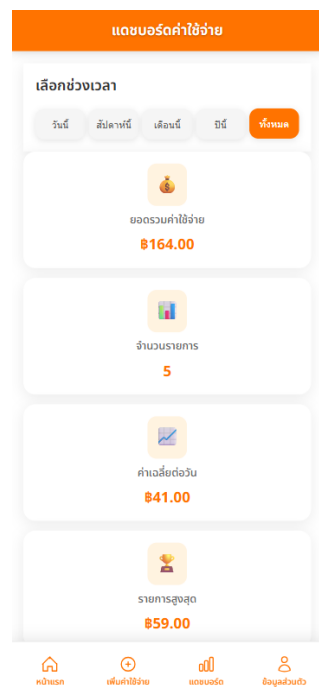 แดชบอร์ดค่าใช้จ่าย
เลือกช่วงเวลา
วันนี้ สัปดาห์นี้ เดือนนี้ ปีนี้ ทั้งหมด
ยอดรวมค่าใช้จ่าย
฿164.00
จำนวนรายการ
5
ค่าเฉลี่ยต่อวัน
฿41.00
รายการสูงสุด
฿59.00
หน้าแรก เพิ่มค่าใช้จ่าย แดชบอร์ด ข้อมูลส่วนตัว